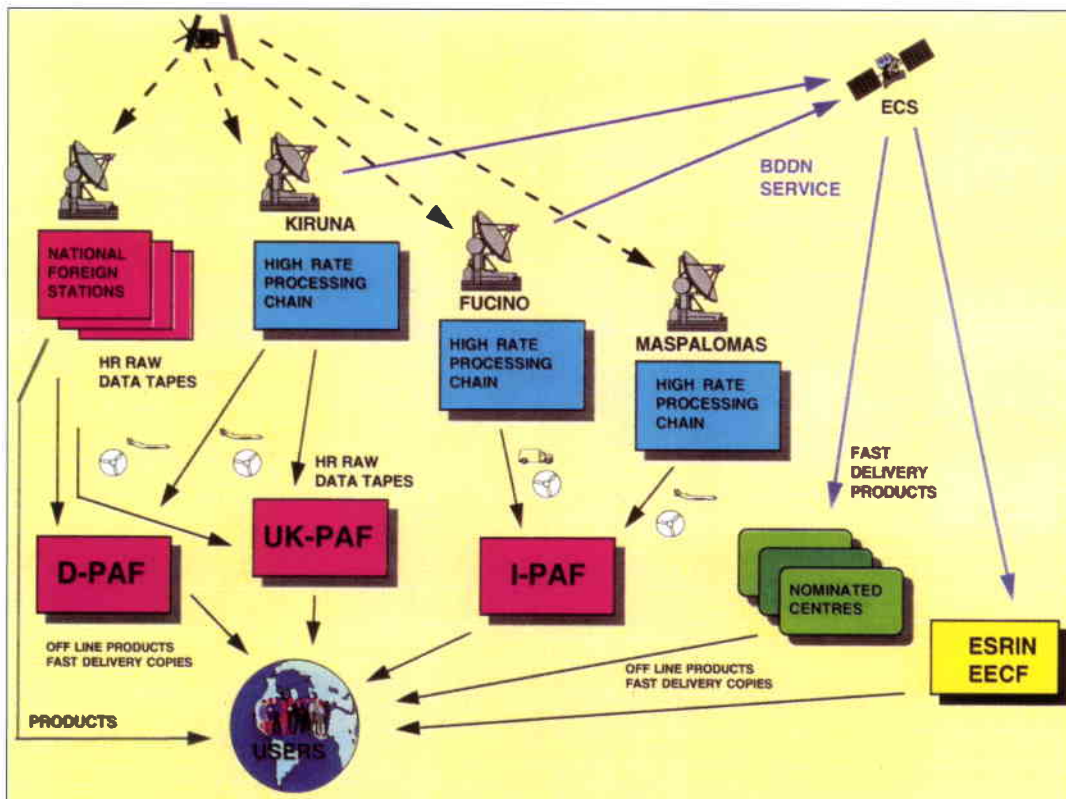 ECS
BDDN
SERVICE
KIRUNA
NATIONAL
FOREIGN
STATIONS
HIGH RATE
PROCESSING
CHAIN
FUCINO
HIGH RATE
PROCESSING
CHAIN
MASPALOMAS
HIGH RATE
PROCESSING
CHAIN
HR RAW
DATA TAPES
HR RAW
DATA TAPES
FAST
DELIVERY
PRODUCTS
D-PAF
UK-PAF
I-PAF
NOMINATED
CENTRES
ESRIN
EECF
OFF LINE PRODUCTS
FAST DELIVERY COPIES
OFF LINE PRODUCTS
FAST DELIVERY COPIES
PRODUCTS
USERS